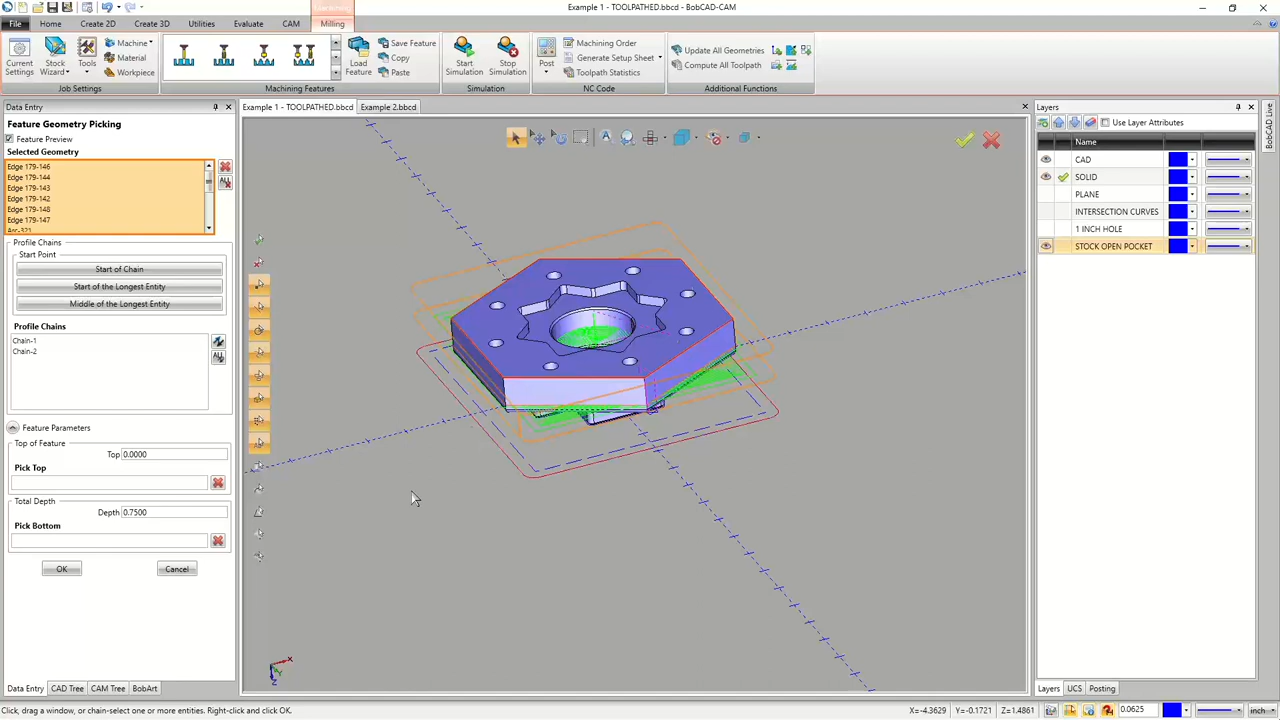 Machining
Example 1 - TOOLPATHED.bbcd - BobCAD-CAM
File Home Create 2D Create 3D Utilities Evaluate CAM Milling
Current Settings
Stock Wizard
Tools
Machine
Material
Workpiece
Job Settings
Load Feature
Save Feature
Copy
Paste
Machining Features
Start Simulation
Stop Simulation
Simulation
Post
Machining Order
Generate Setup Sheet
Toolpath Statistics
NC Code
Update All Geometries
Compute All Toolpath
Additional Functions
Data Entry
Example 1 - TOOLPATHED.bbcd Example 2.bbcd
Layers
BobCAD Live
Feature Geometry Picking
Feature Preview
Selected Geometry
Edge 179-146
Edge 179-144
Edge 179-143
Edge 179-142
Edge 179-148
Edge 179-147
Arc-321
Profile Chains
Start Point
Start of Chain
Start of the Longest Entity
Middle of the Longest Entity
Profile Chains
Chain-1
Chain-2
Feature Parameters
Top of Feature
Top 0.0000
Pick Top
Total Depth
Depth 0.7500
Pick Bottom
OK Cancel
Use Layer Attributes
Name
CAD
SOLID
PLANE
INTERSECTION CURVES
1 INCH HOLE
STOCK OPEN POCKET
Data Entry CAD Tree CAM Tree BobArt
Layers UCS Posting
Click, drag a window, or chain-select one or more entities. Right-click and click OK.
X=-4.3629 Y=-0.1721 Z=1.4861
0.0625
inch